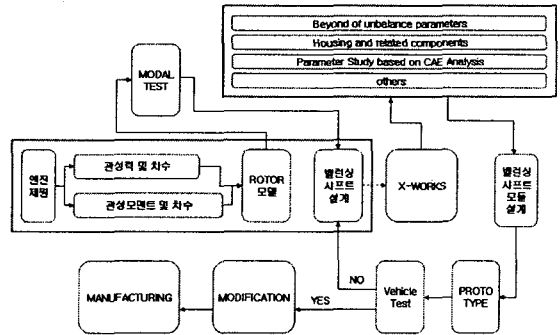 Beyond of unbalance parameters
Housing and related components
Parameter Study based on CAE Analysis
others
MODAL
TEST
엔진
제원
관성력 및 차수
관성모멘트 및 차수
ROTOR
모델
밸런싱
샤프트
설계
X-WORKS
밸런싱
샤프트
모듈
설계
NO
YES
MANUFACTURING
MODIFICATION
Vehicle
Test
PROTO
TYPE